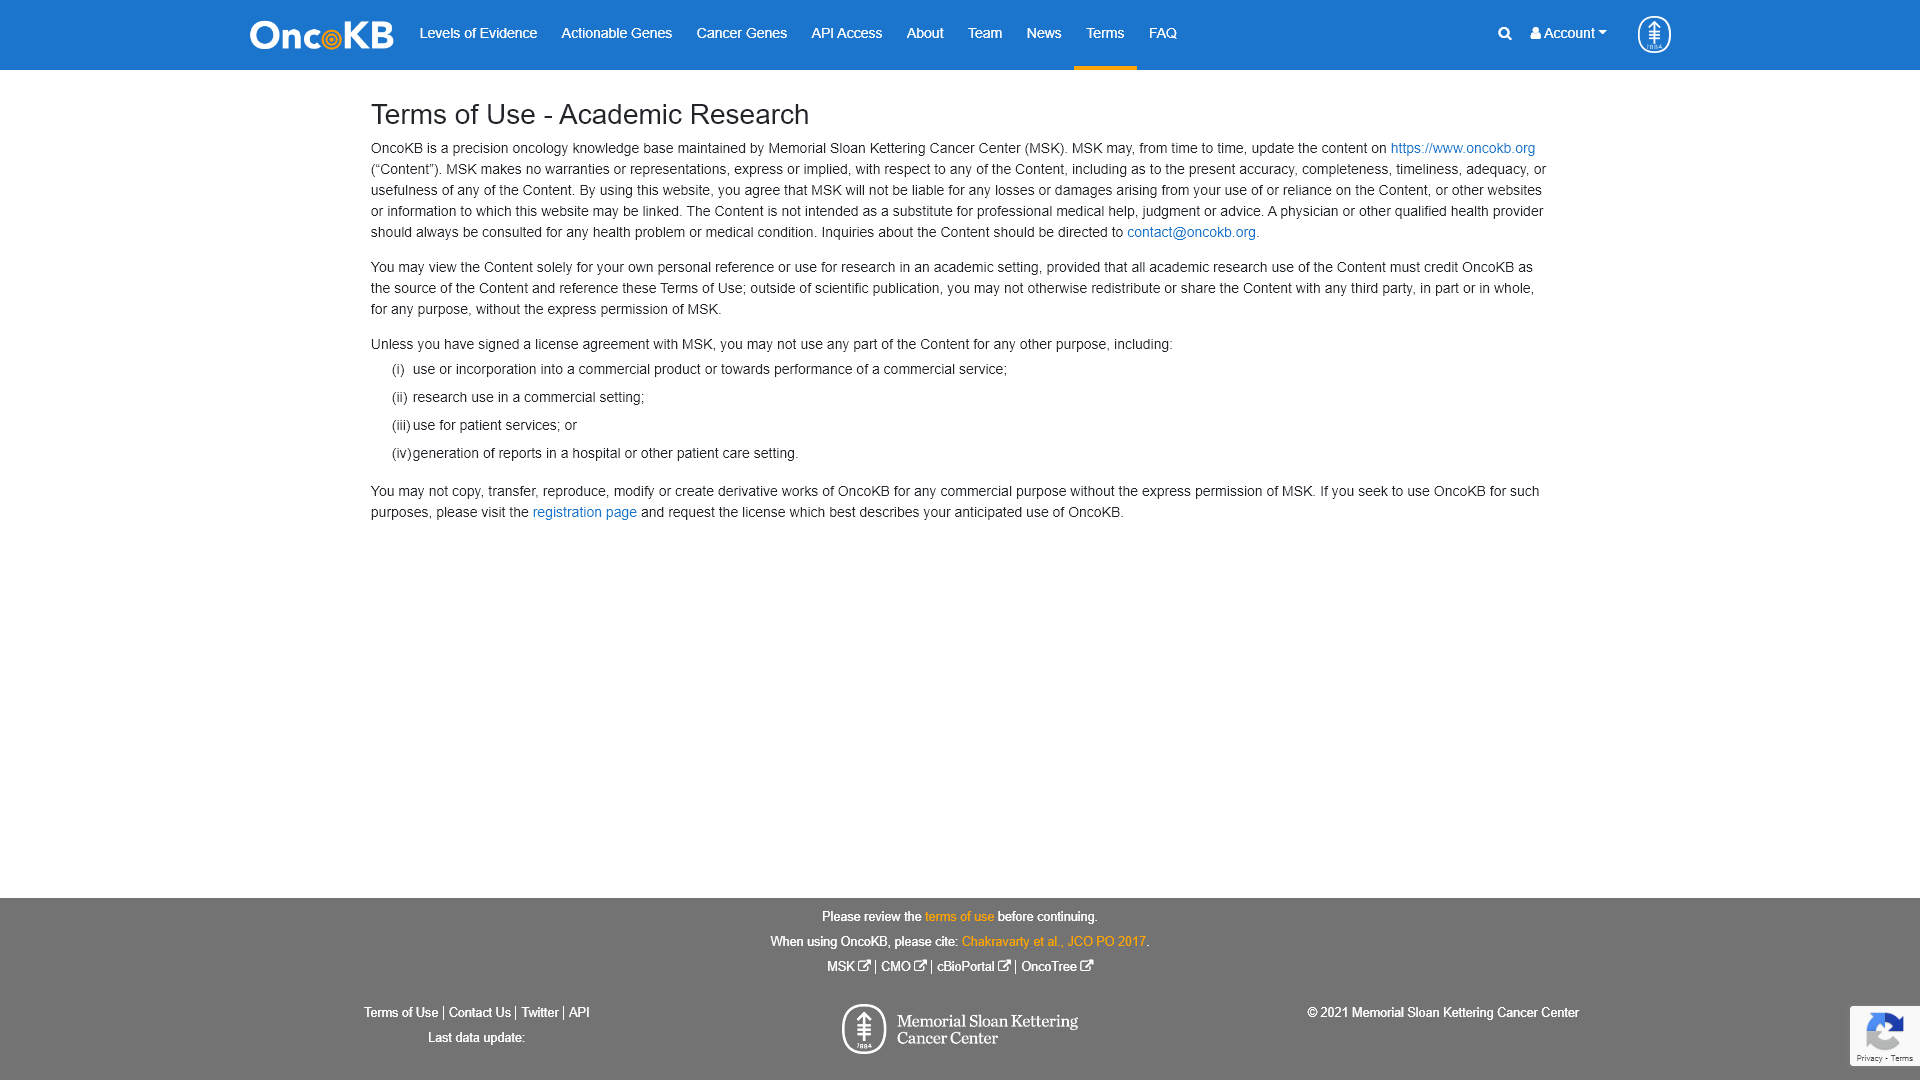 OncoKB
Levels of Evidence
Actionable Genes
Cancer Genes
API Access
About
Team
News
Terms
FAQ
Account
1884
Terms of Use - Academic Research
OncoKB is a precision oncology knowledge base maintained by Memorial Sloan Kettering Cancer Center (MSK). MSK may, from time to time, update the content on https://www.oncokb.org
(“Content”). MSK makes no warranties or representations, express or implied, with respect to any of the Content, including as to the present accuracy, completeness, timeliness, adequacy, or
usefulness of any of the Content. By using this website, you agree that MSK will not be liable for any losses or damages arising from your use of or reliance on the Content, or other websites
or information to which this website may be linked. The Content is not intended as a substitute for professional medical help, judgment or advice. A physician or other qualified health provider
should always be consulted for any health problem or medical condition. Inquiries about the Content should be directed to contact@oncokb.org.
You may view the Content solely for your own personal reference or use for research in an academic setting, provided that all academic research use of the Content must credit OncoKB as
the source of the Content and reference these Terms of Use; outside of scientific publication, you may not otherwise redistribute or share the Content with any third party, in part or in whole,
for any purpose, without the express permission of MSK.
Unless you have signed a license agreement with MSK, you may not use any part of the Content for any other purpose, including:
(i) use or incorporation into a commercial product or towards performance of a commercial service;
(ii) research use in a commercial setting;
(iii) use for patient services; or
(iv) generation of reports in a hospital or other patient care setting.
You may not copy, transfer, reproduce, modify or create derivative works of OncoKB for any commercial purpose without the express permission of MSK. If you seek to use OncoKB for such
purposes, please visit the registration page and request the license which best describes your anticipated use of OncoKB.
Please review the terms of use before continuing.
When using OncoKB, please cite: Chakravarty et al., JCO PO 2017.
MSK | CMO | cBioPortal | OncoTree
Terms of Use | Contact Us | Twitter | API
Last data update:
1884
Memorial Sloan Kettering
Cancer Center
© 2021 Memorial Sloan Kettering Cancer Center
Privacy - Terms